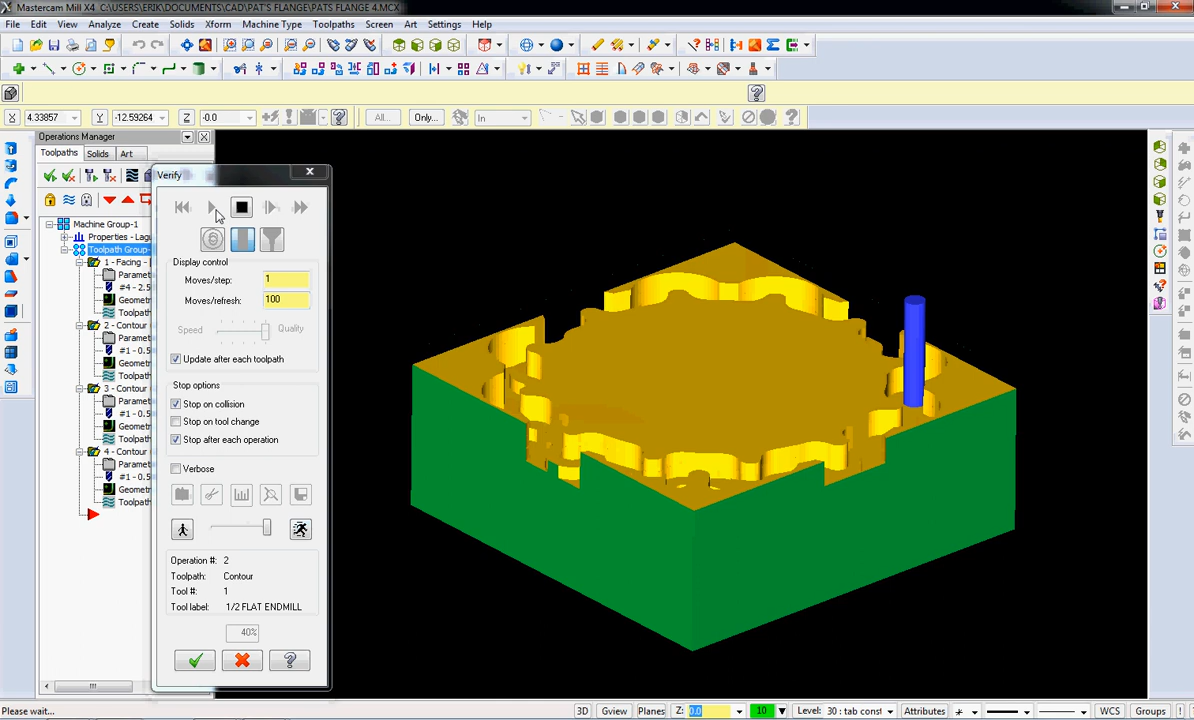 Mastercam Mill X4 C:\USERS\ERIK\DOCUMENTS\CAD\PAT'S FLANGE\PATS FLANGE 4.MCX
File Edit View Analyze Create Solids Xform Machine Type Toolpaths Screen Art Settings Help
X 4.33857 Y -12.59264 Z -0.0 All... Only... In
Operations Manager
Toolpaths Solids Art
Verify
Machine Group-1
Properties - Lagu
Toolpath Group-
1 - Facing -
Paramet
#4 - 2.5
Geomet
Toolpath
2 - Contour
Paramet
#1 - 0.5
Geomet
Toolpath
3 - Contour
Paramet
#1 - 0.5
Geomet
Toolpath
4 - Contour
Paramet
#1 - 0.5
Geomet
Toolpath
Display control
Moves/step: 1
Moves/refresh: 100
Speed Quality
Update after each toolpath
Stop options
Stop on collision
Stop on tool change
Stop after each operation
Verbose
Operation #: 2
Toolpath: Contour
Tool #: 1
Tool label: 1/2 FLAT ENDMILL
40%
Please wait... 3D Gview Planes Z: 0.0 10 Level: 30 : tab const Attributes WCS Groups